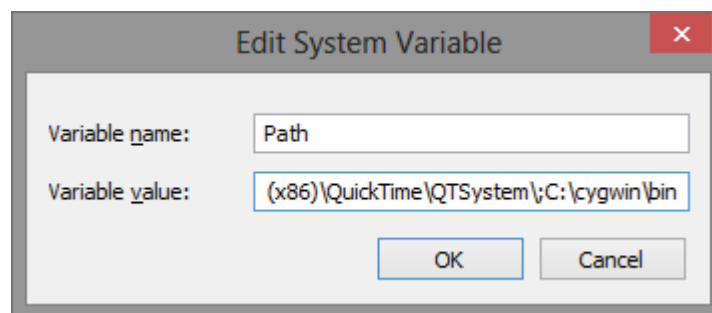 Edit System Variable
Variable name: Path
Variable value: (x86)\QuickTime\QTSystem\;C:\cygwin\bin
OK Cancel